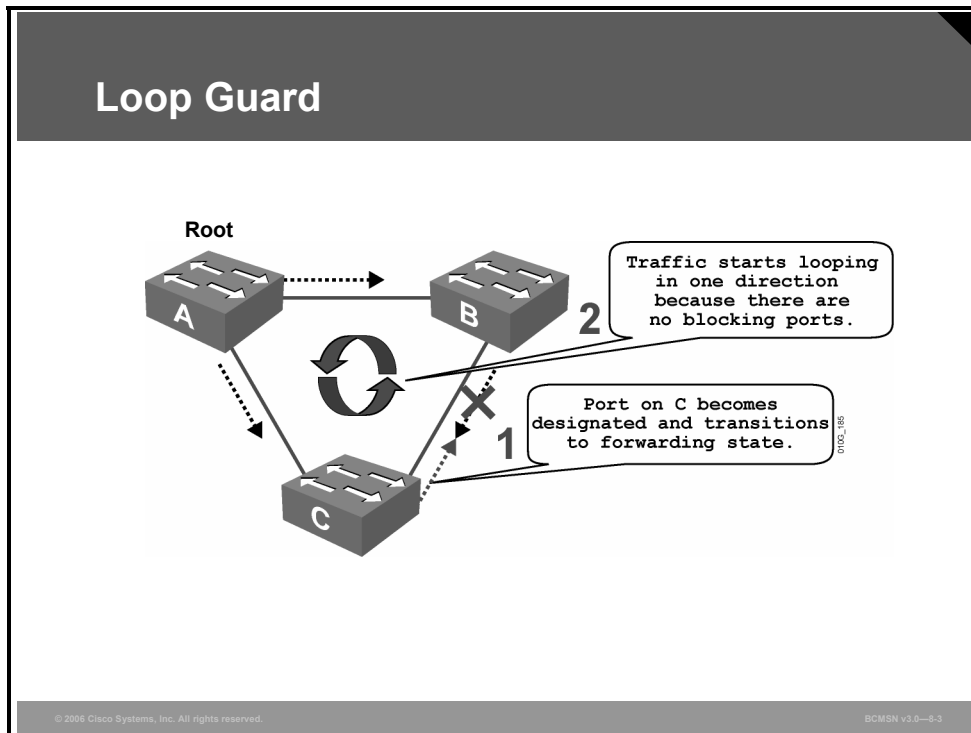 Loop Guard
Root
A
B
C
2
Traffic starts looping
in one direction
because there are
no blocking ports.
1
Port on C becomes
designated and transitions
to forwarding state.
010G_185
© 2006 Cisco Systems, Inc. All rights reserved.
BCMSN v3.0—8-3